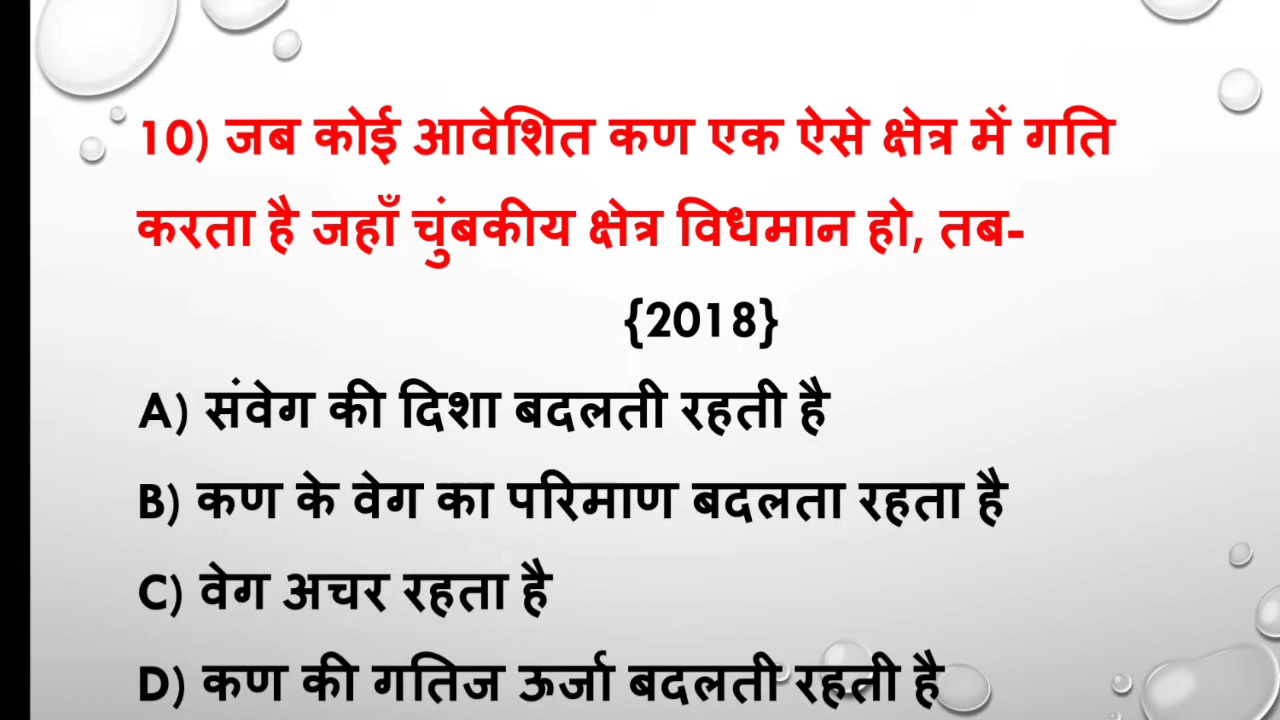 10) जब कोई आवेशित कण एक ऐसे क्षेत्र में गति
करता है जहाँ चुंबकीय क्षेत्र विधमान हो, तब-
{2018}
A) संवेग की दिशा बदलती रहती है
B) कण के वेग का परिमाण बदलता रहता है
C) वेग अचर रहता है
D) कण की गतिज ऊर्जा बदलती रहती है